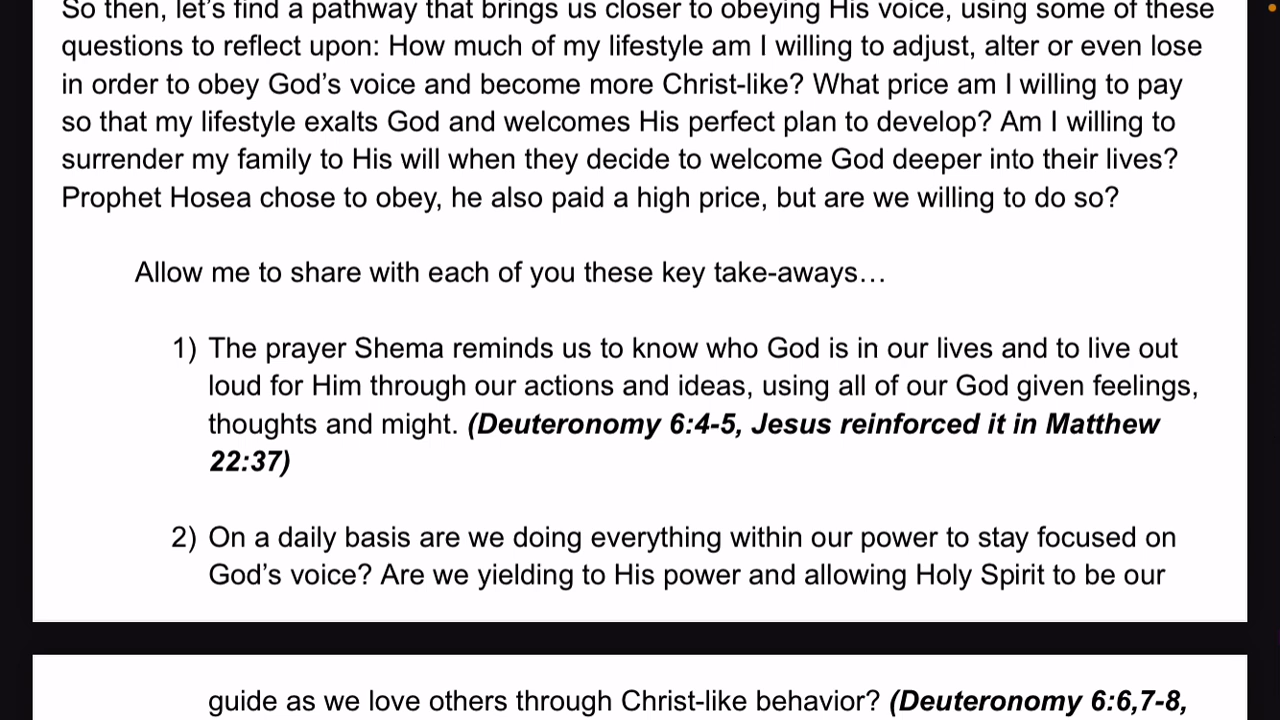 So then, let's find a pathway that brings us closer to obeying His voice, using some of these
questions to reflect upon: How much of my lifestyle am I willing to adjust, alter or even lose
in order to obey God’s voice and become more Christ-like? What price am I willing to pay
so that my lifestyle exalts God and welcomes His perfect plan to develop? Am I willing to
surrender my family to His will when they decide to welcome God deeper into their lives?
Prophet Hosea chose to obey, he also paid a high price, but are we willing to do so?
Allow me to share with each of you these key take-aways…
1) The prayer Shema reminds us to know who God is in our lives and to live out
loud for Him through our actions and ideas, using all of our God given feelings,
thoughts and might. (Deuteronomy 6:4-5, Jesus reinforced it in Matthew
22:37)
2) On a daily basis are we doing everything within our power to stay focused on
God’s voice? Are we yielding to His power and allowing Holy Spirit to be our
guide as we love others through Christ-like behavior? (Deuteronomy 6:6,7-8,